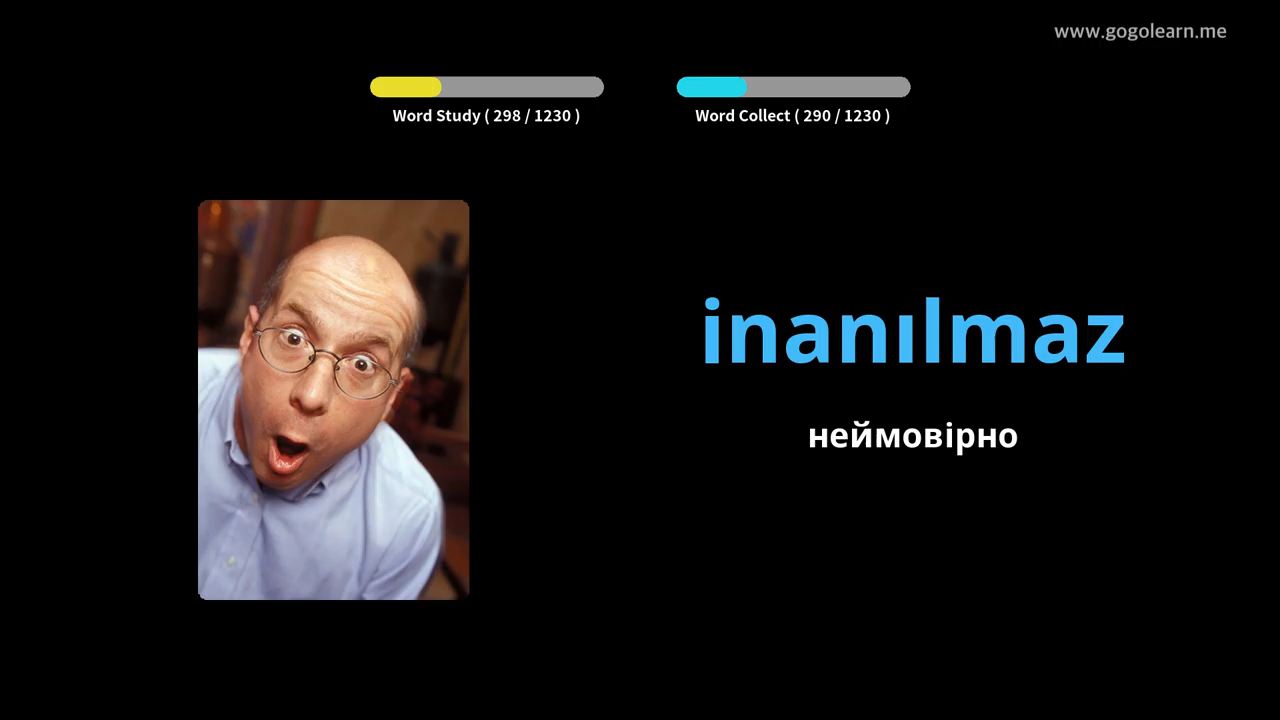 www.gogolearn.me
Word Study ( 298 / 1230 )
Word Collect ( 290 / 1230 )
inanılmaz
неймовірно